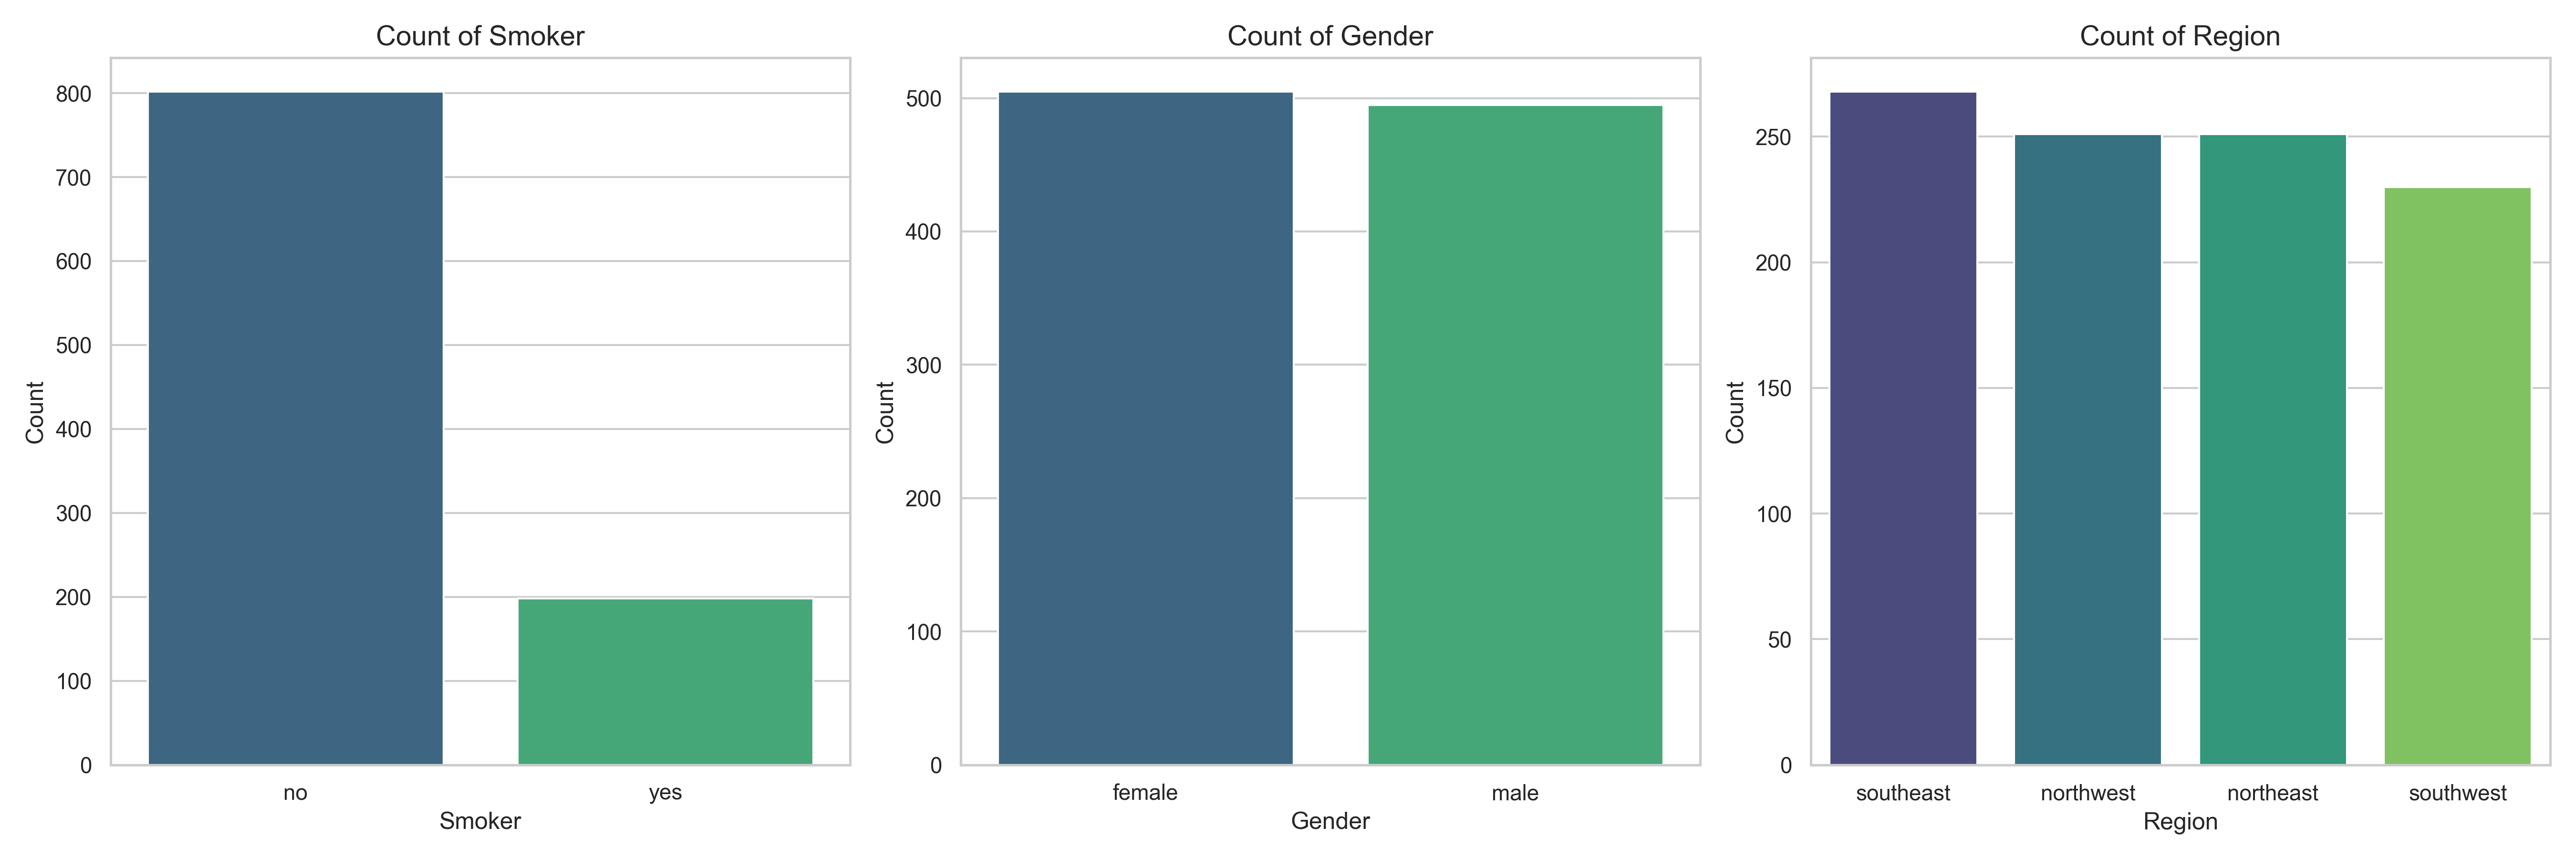 Count of Smoker
800
700
600
500
400
300
200
100
0
Count
no yes
Smoker
Count of Gender
500
400
300
200
100
0
Count
female male
Gender
Count of Region
250
200
150
100
50
0
Count
southeast northwest northeast southwest
Region